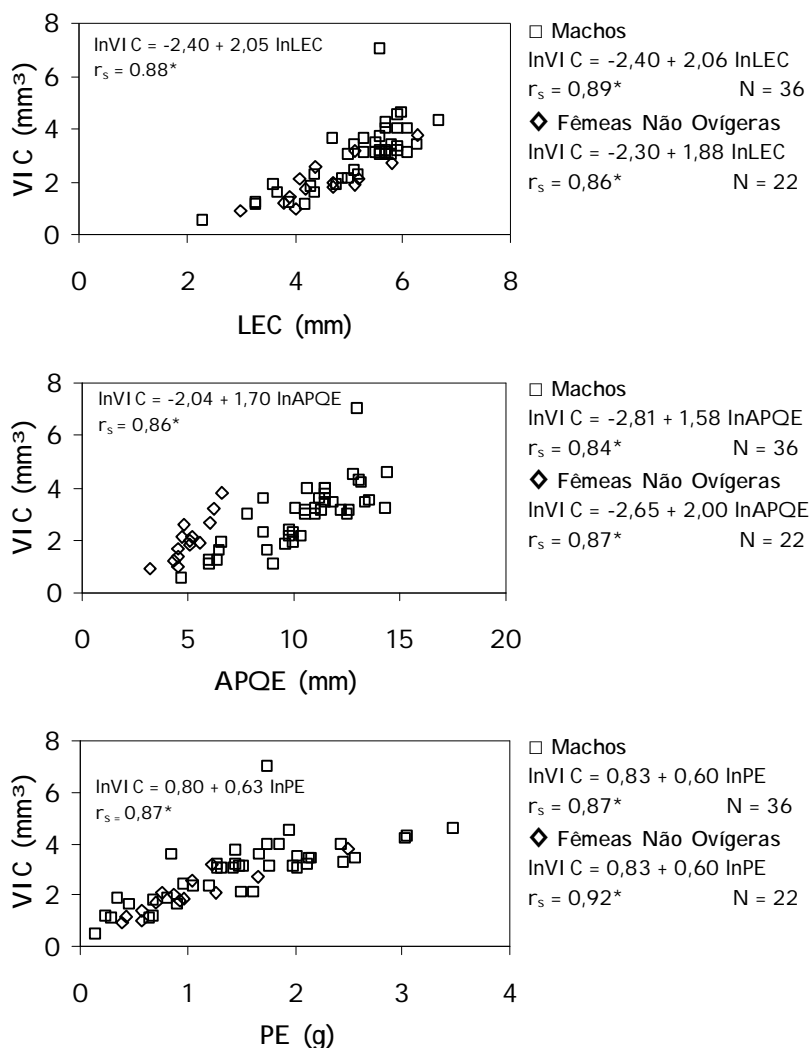 lnVIC = -2,40 + 2,05 lnLEC
rs = 0.88*
VIC (mm³)
8
6
4
2
0
2
4
6
8
LEC (mm)
□ Machos
lnVIC = -2,40 + 2,06 lnLEC
rs = 0,89* N = 36
◇ Fêmeas Não Ovígeras
lnVIC = -2,30 + 1,88 lnLEC
rs = 0,86* N = 22
lnVIC = -2,04 + 1,70 lnAPQE
rs = 0,86*
VIC (mm³)
8
6
4
2
0
0
5
10
15
20
APQE (mm)
□ Machos
lnVIC = -2,81 + 1,58 lnAPQE
rs = 0,84* N = 36
◇ Fêmeas Não Ovígeras
lnVIC = -2,65 + 2,00 lnAPQE
rs = 0,87* N = 22
lnVIC = 0,80 + 0,63 lnPE
rs = 0,87*
VIC (mm³)
8
6
4
2
0
0
1
2
3
4
PE (g)
□ Machos
lnVIC = 0,83 + 0,60 lnPE
rs = 0,87* N = 36
◇ Fêmeas Não Ovígeras
lnVIC = 0,83 + 0,60 lnPE
rs = 0,92* N = 22